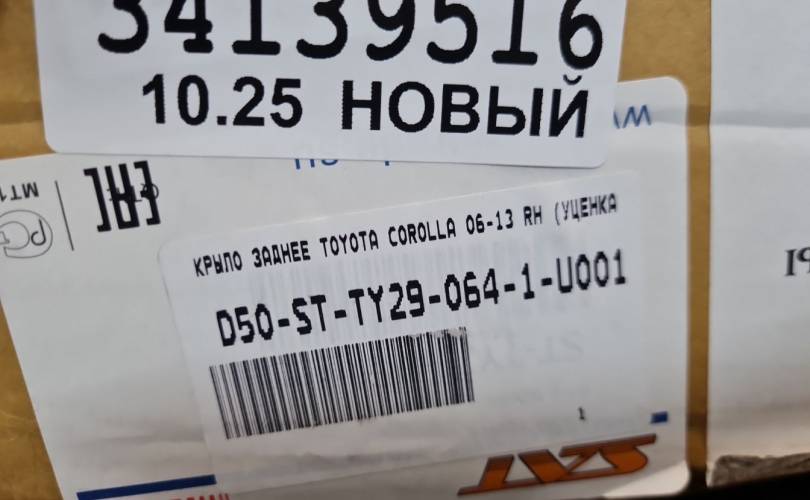 34139516
10.25 НОВЫЙ
КРЫЛО ЗАДНЕЕ TOYOTA COROLLA 06-13 RH (УЦЕНКА
D50-ST-TY29-064-1-U001
1
SAT